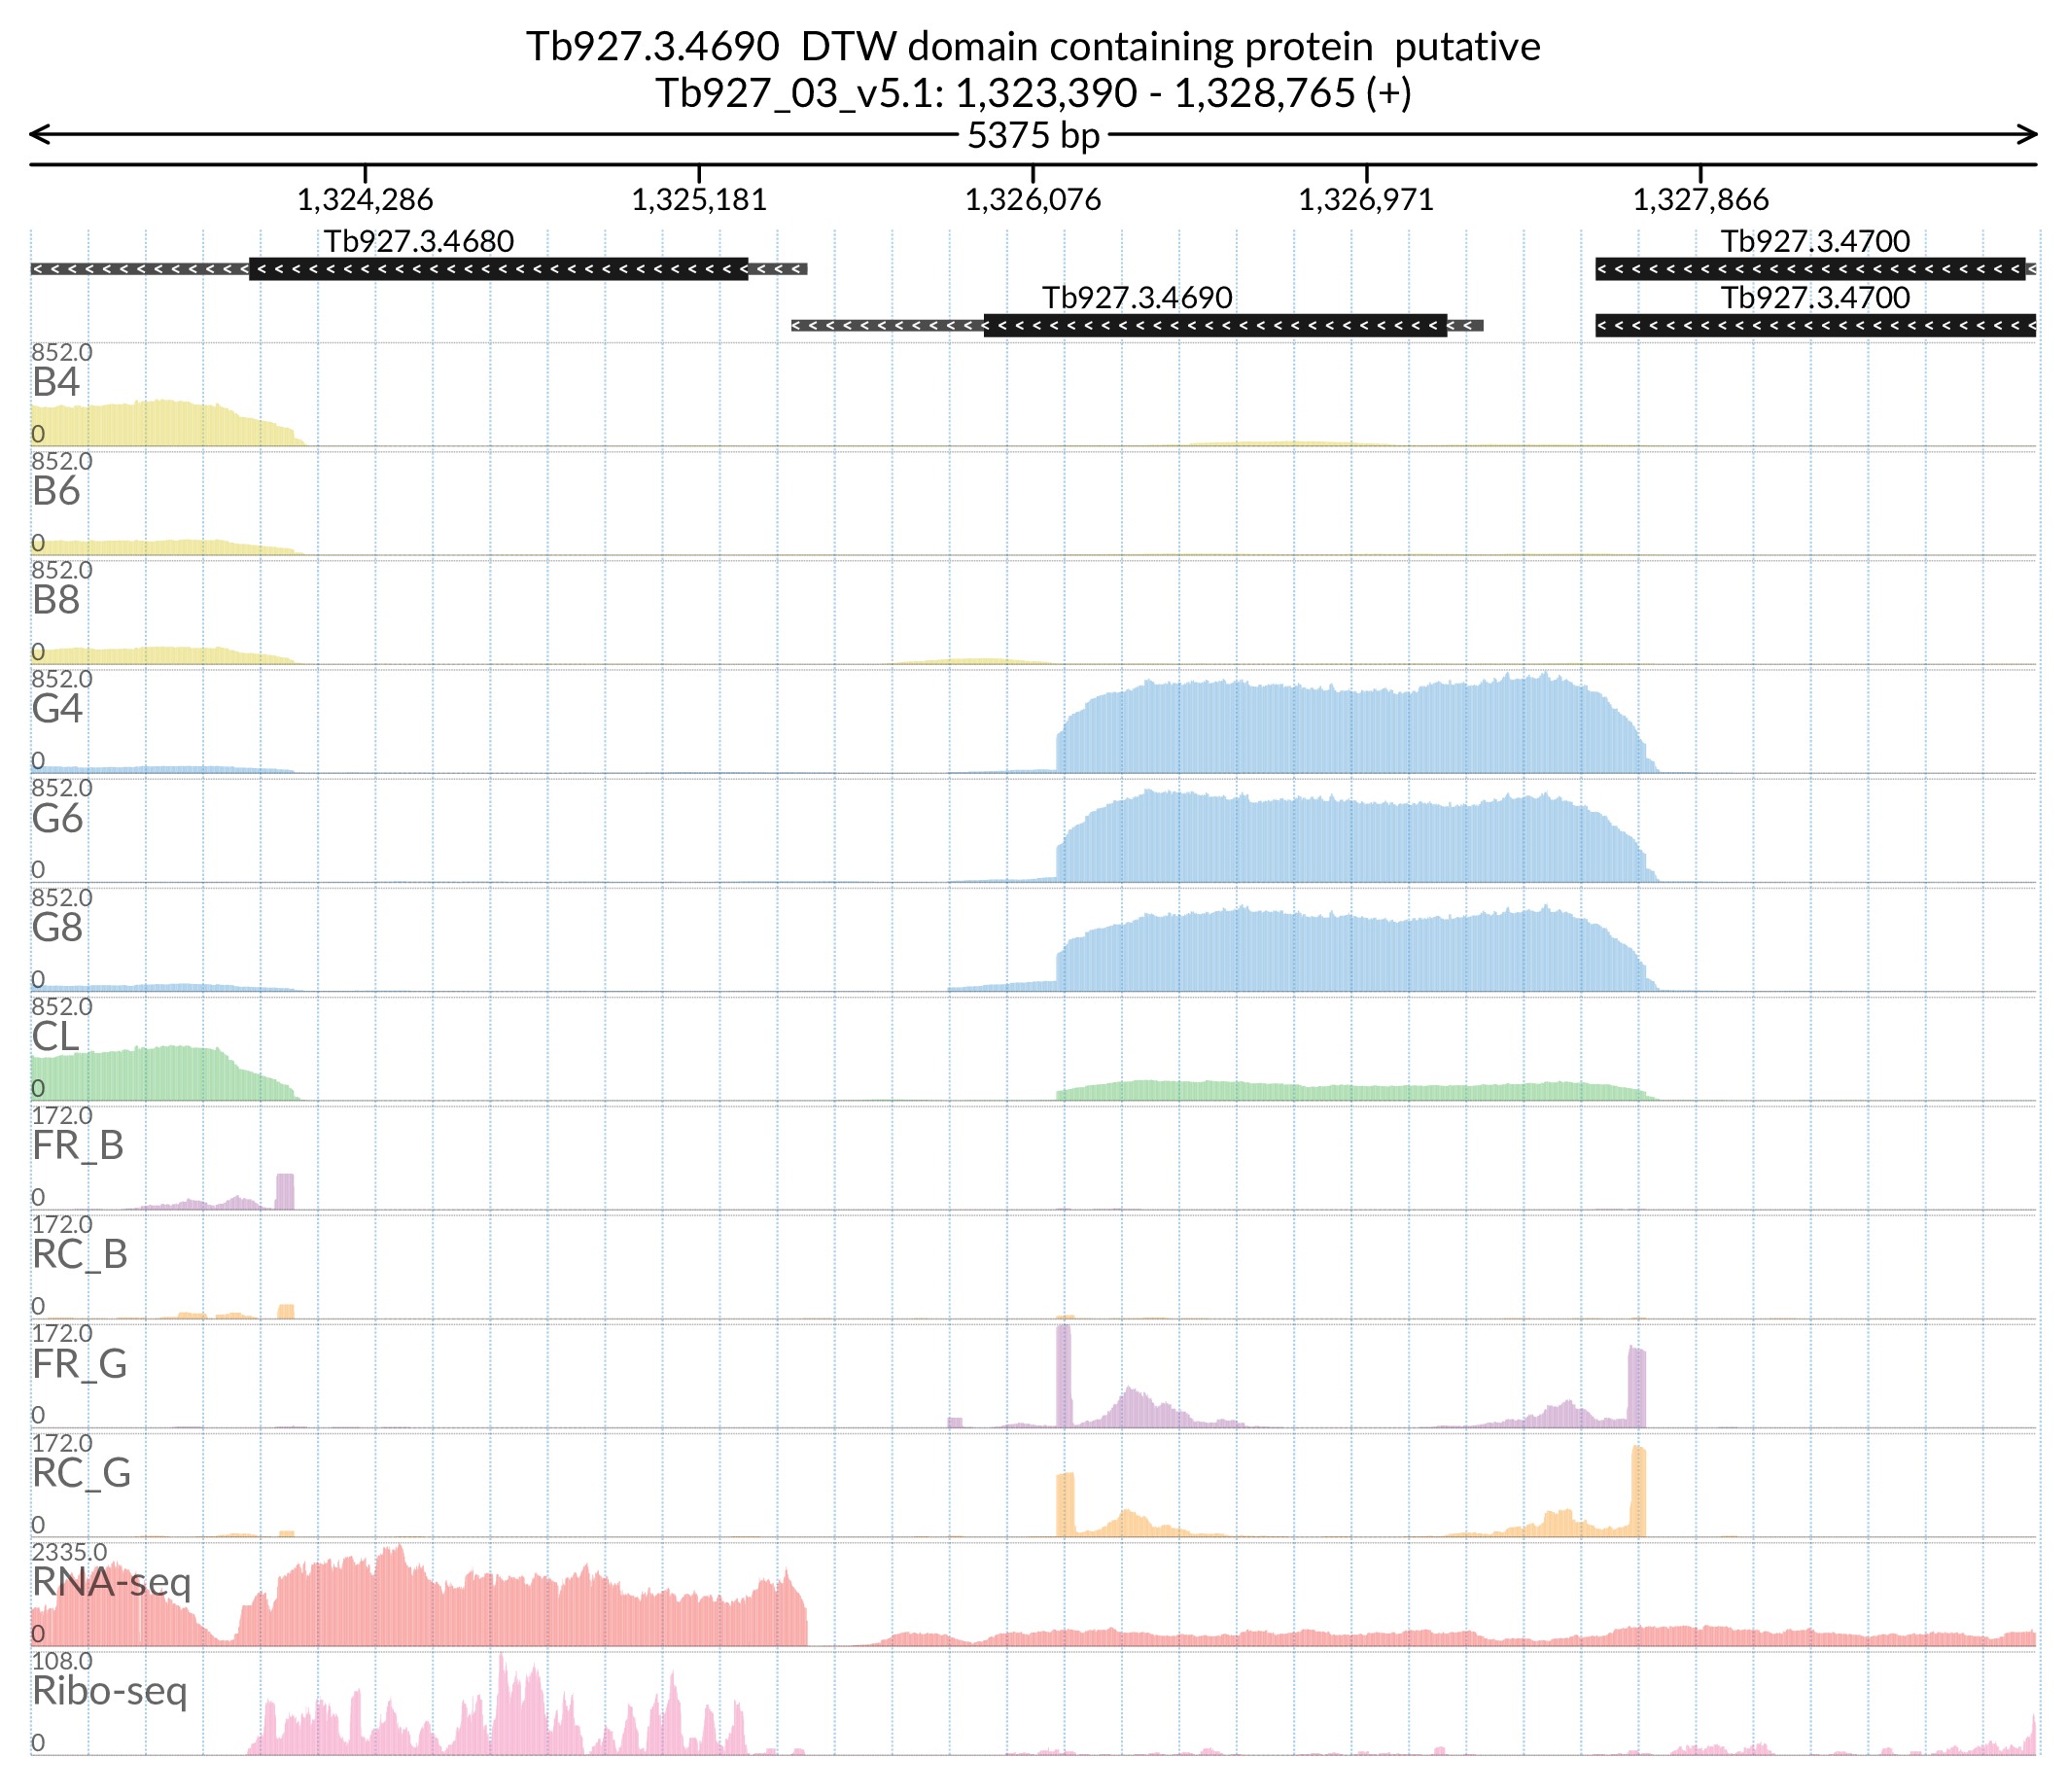 Tb927.3.4690  DTW domain containing protein  putative
Tb927_03_v5.1: 1,323,390 - 1,328,765 (+)
5375 bp
1,324,286 1,325,181 1,326,076 1,326,971 1,327,866
Tb927.3.4680 Tb927.3.4700
Tb927.3.4690 Tb927.3.4700
852.0
B4
0
852.0
B6
0
852.0
B8
0
852.0
G4
0
852.0
G6
0
852.0
G8
0
852.0
CL
0
172.0
FR_B
0
172.0
RC_B
0
172.0
FR_G
0
172.0
RC_G
0
2335.0
RNA-seq
0
108.0
Ribo-seq
0